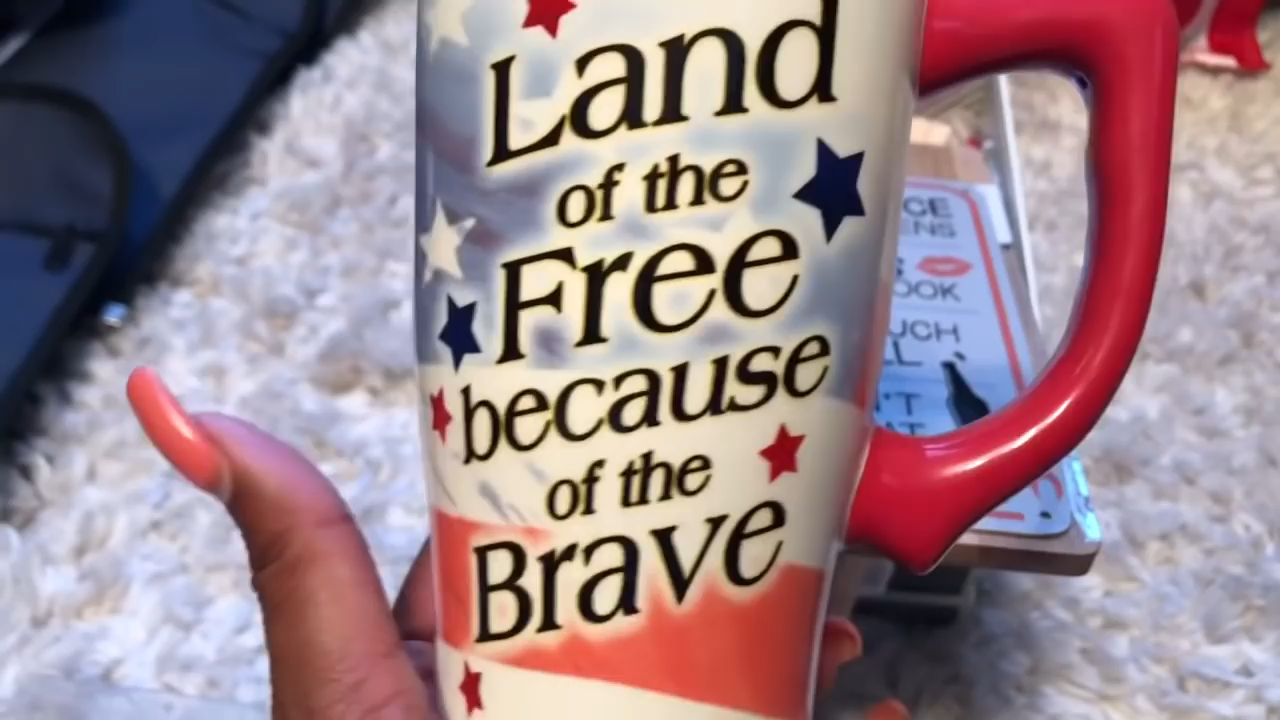 Land
of the
Free
because
of the
Brave